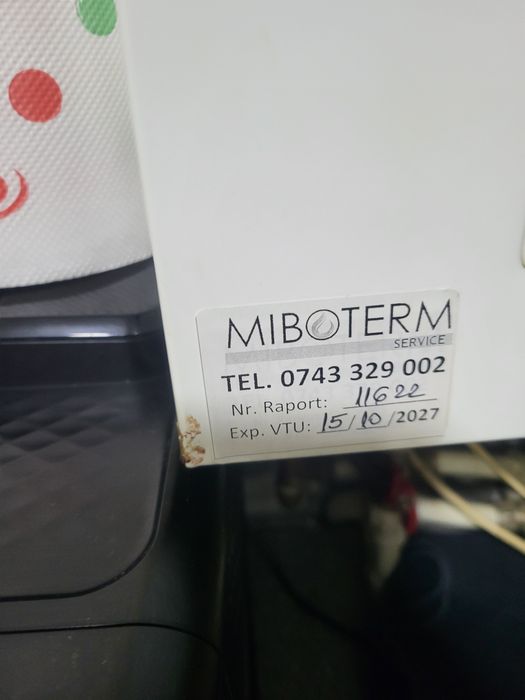 MIBOTERM
SERVICE
TEL. 0743 329 002
Nr. Raport: 11622
Exp. VTU: 15/10/2027